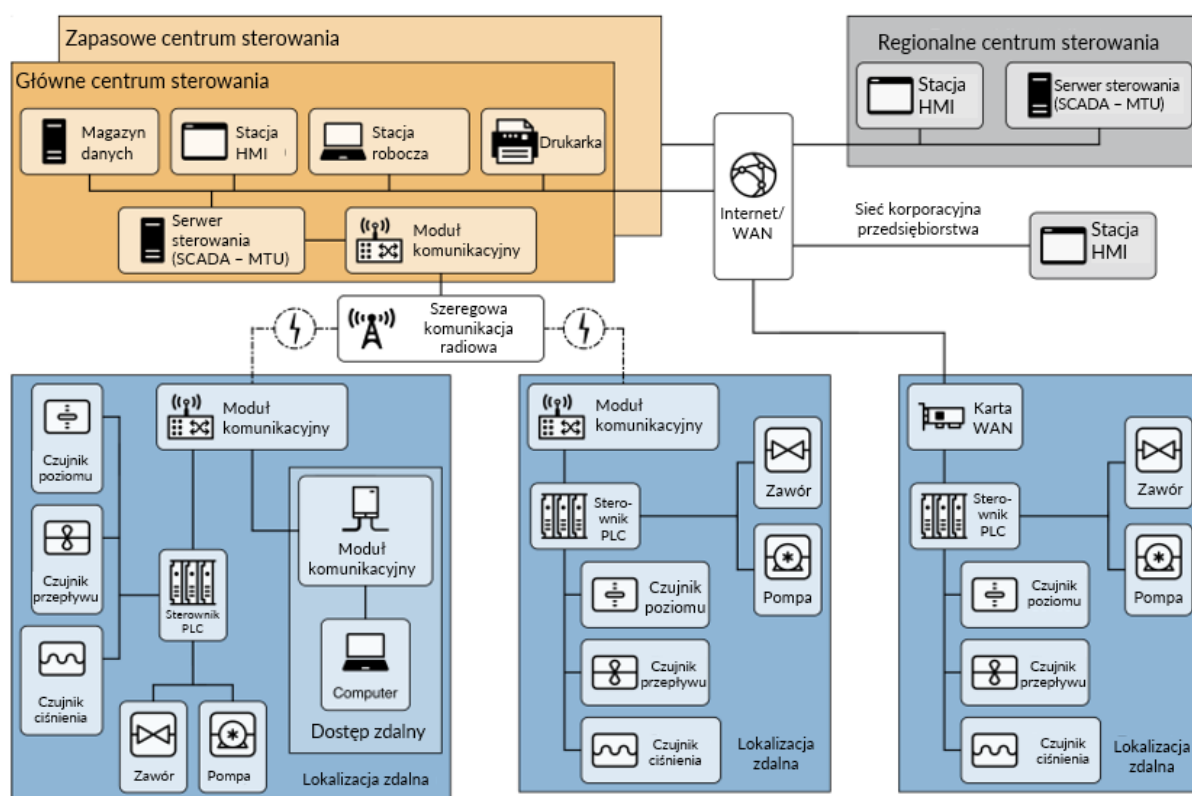 Zapasowe centrum sterowania
Główne centrum sterowania
Magazyn
danych
Stacja
HMI
Stacja
robocza
Drukarka
Serwer
sterowania
(SCADA – MTU)
Moduł
komunikacyjny
Internet/
WAN
Regionalne centrum sterowania
Stacja
HMI
Serwer sterowania
(SCADA – MTU)
Sieć korporacyjna
przedsiębiorstwa
Stacja
HMI
Szeregowa
komunikacja
radiowa
Czujnik
poziomu
Moduł
komunikacyjny
Czujnik
przepływu
Sterownik
PLC
Czujnik
ciśnienia
Zawór
Pompa
Moduł
komunikacyjny
Computer
Dostęp zdalny
Lokalizacja zdalna
Moduł
komunikacyjny
Stero-
wnik
PLC
Zawór
Pompa
Czujnik
poziomu
Czujnik
przepływu
Czujnik
ciśnienia
Lokalizacja
zdalna
Karta
WAN
Stero-
wnik
PLC
Zawór
Pompa
Czujnik
poziomu
Czujnik
przepływu
Czujnik
ciśnienia
Lokalizacja
zdalna